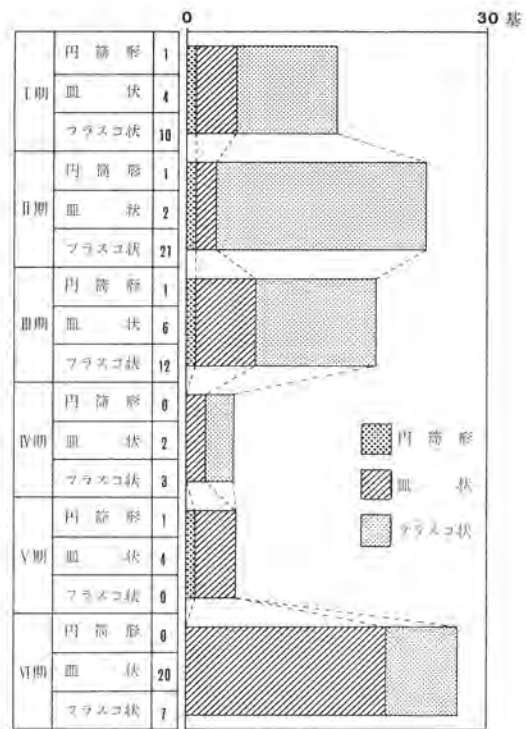 0 30 基
Ⅰ期 円筒形 1
皿状 4
フラスコ状 10
Ⅱ期 円筒形 1
皿状 2
フラスコ状 21
Ⅲ期 円筒形 1
皿状 6
フラスコ状 12
Ⅳ期 円筒形 0
皿状 2
フラスコ状 3
Ⅴ期 円筒形 1
皿状 4
フラスコ状 0
Ⅵ期 円筒形 0
皿状 20
フラスコ状 7
円筒形
皿状
フラスコ状